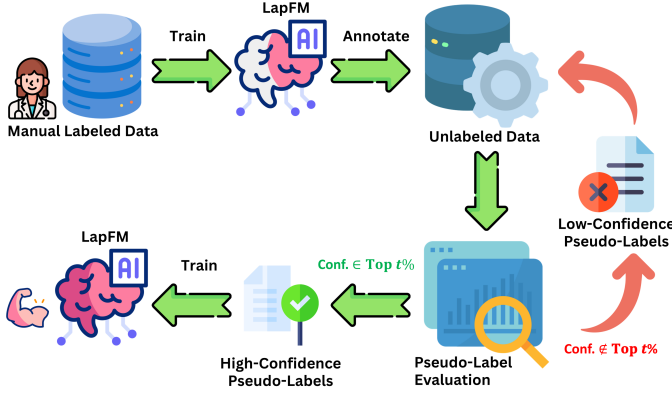 LapFM
AI
Train
Annotate
Manual Labeled Data
Unlabeled Data
Low-Confidence
Pseudo-Labels
LapFM
AI
Train
Conf. ∈ Top t%
High-Confidence
Pseudo-Labels
Pseudo-Label
Evaluation
Conf. ∉ Top t%